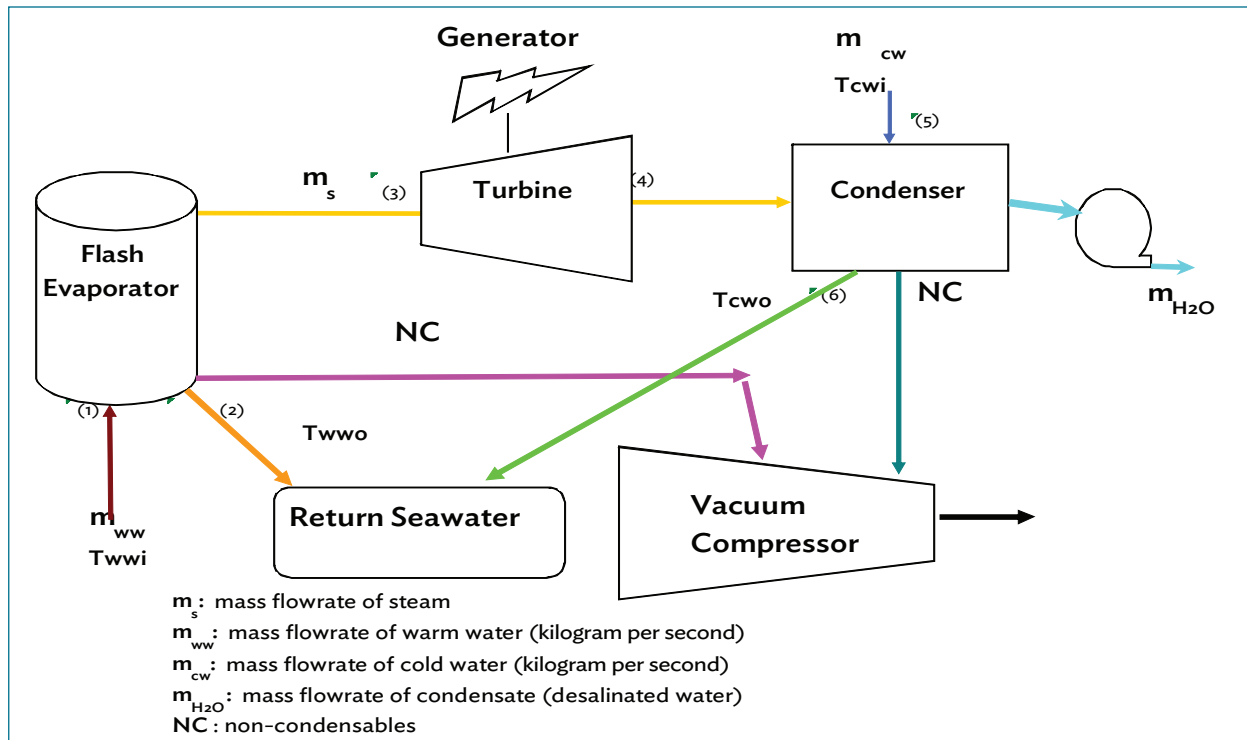 Generator
m cw
Tcwi
(5)
m s (3)
Turbine
(4)
Condenser
Flash
Evaporator
Tcwo
(6)
NC
m H2O
NC
(1)
(2)
Twwo
m ww
Twwi
Return Seawater
Vacuum
Compressor
m s: mass flowrate of steam
m ww: mass flowrate of warm water (kilogram per second)
m cw: mass flowrate of cold water (kilogram per second)
m H2O: mass flowrate of condensate (desalinated water)
NC : non-condensables